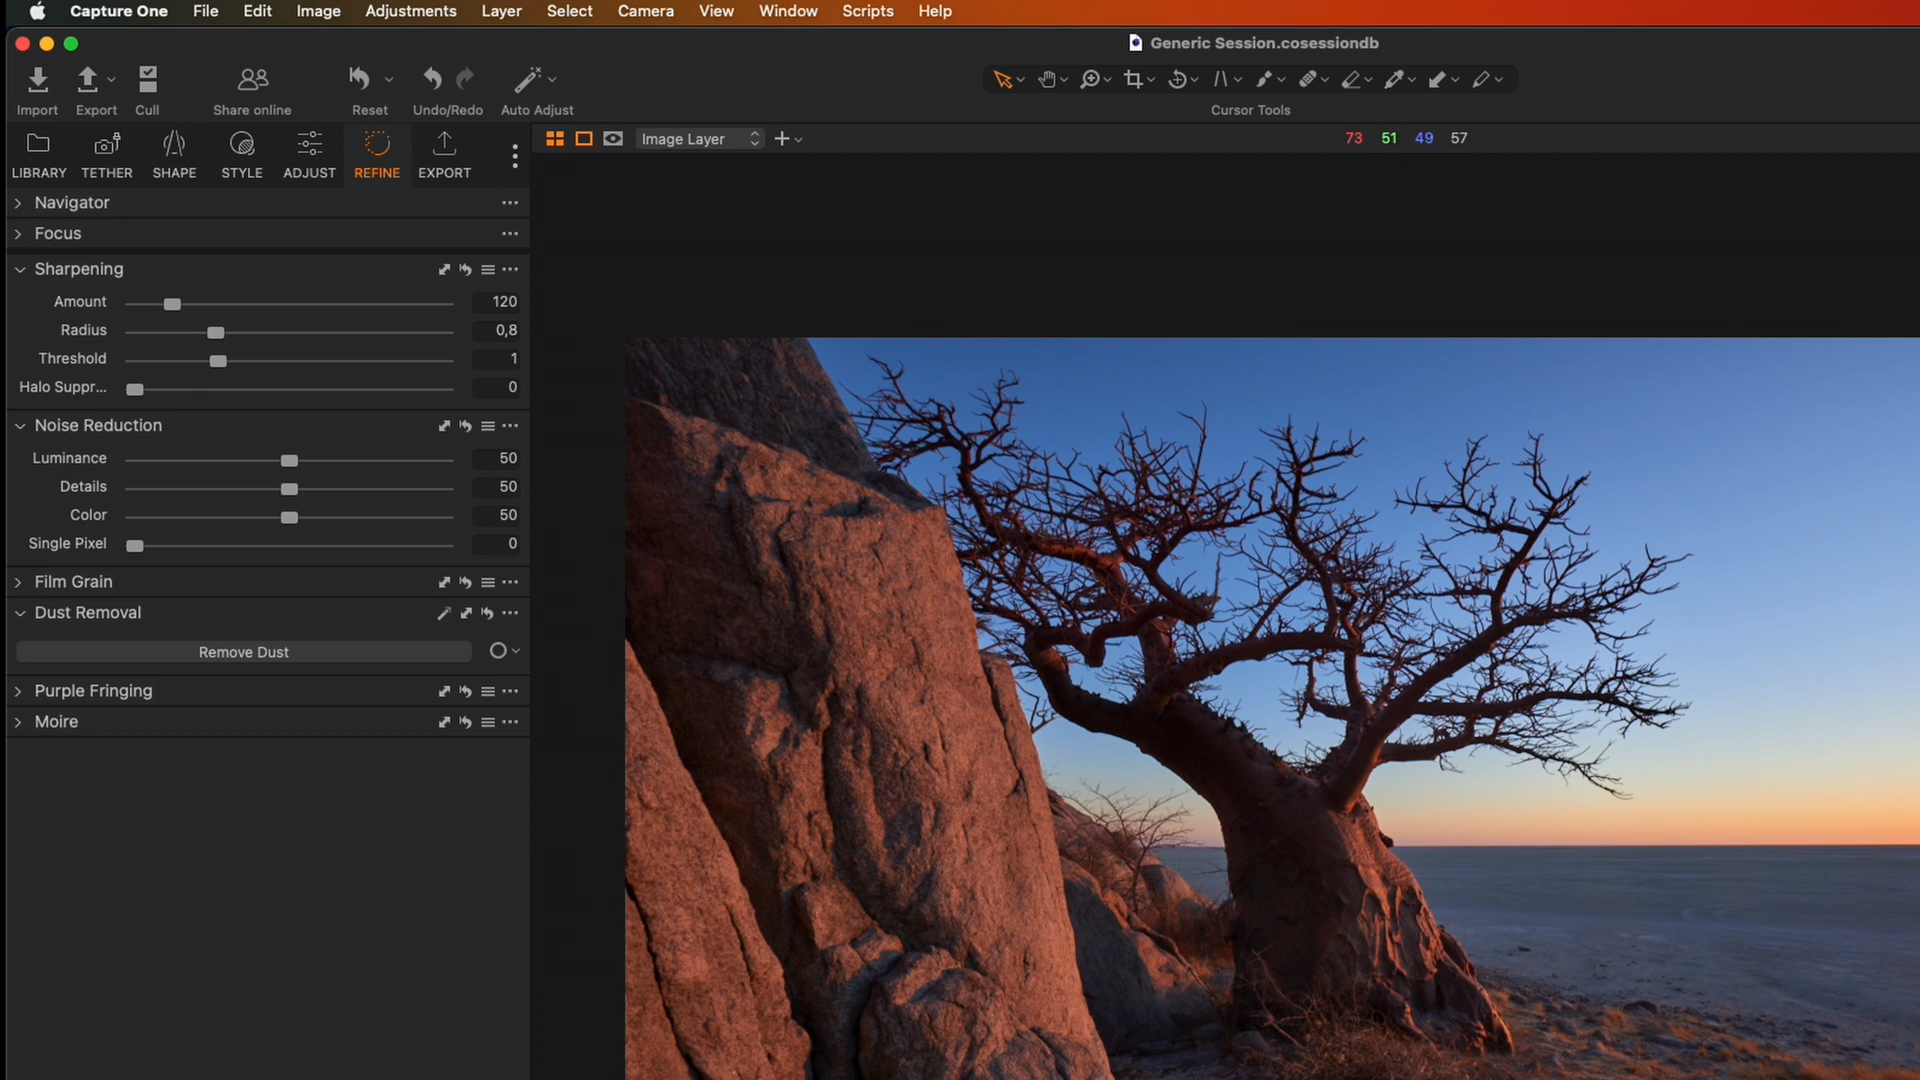 Capture One File Edit Image Adjustments Layer Select Camera View Window Scripts Help
Generic Session.cosessiondb
Import Export Cull Share online Reset Undo/Redo Auto Adjust Cursor Tools
LIBRARY TETHER SHAPE STYLE ADJUST REFINE EXPORT
Image Layer
73 51 49 57
Navigator
Focus
Sharpening
Amount 120
Radius 0,8
Threshold 1
Halo Suppr... 0
Noise Reduction
Luminance 50
Details 50
Color 50
Single Pixel 0
Film Grain
Dust Removal
Remove Dust
Purple Fringing
Moire